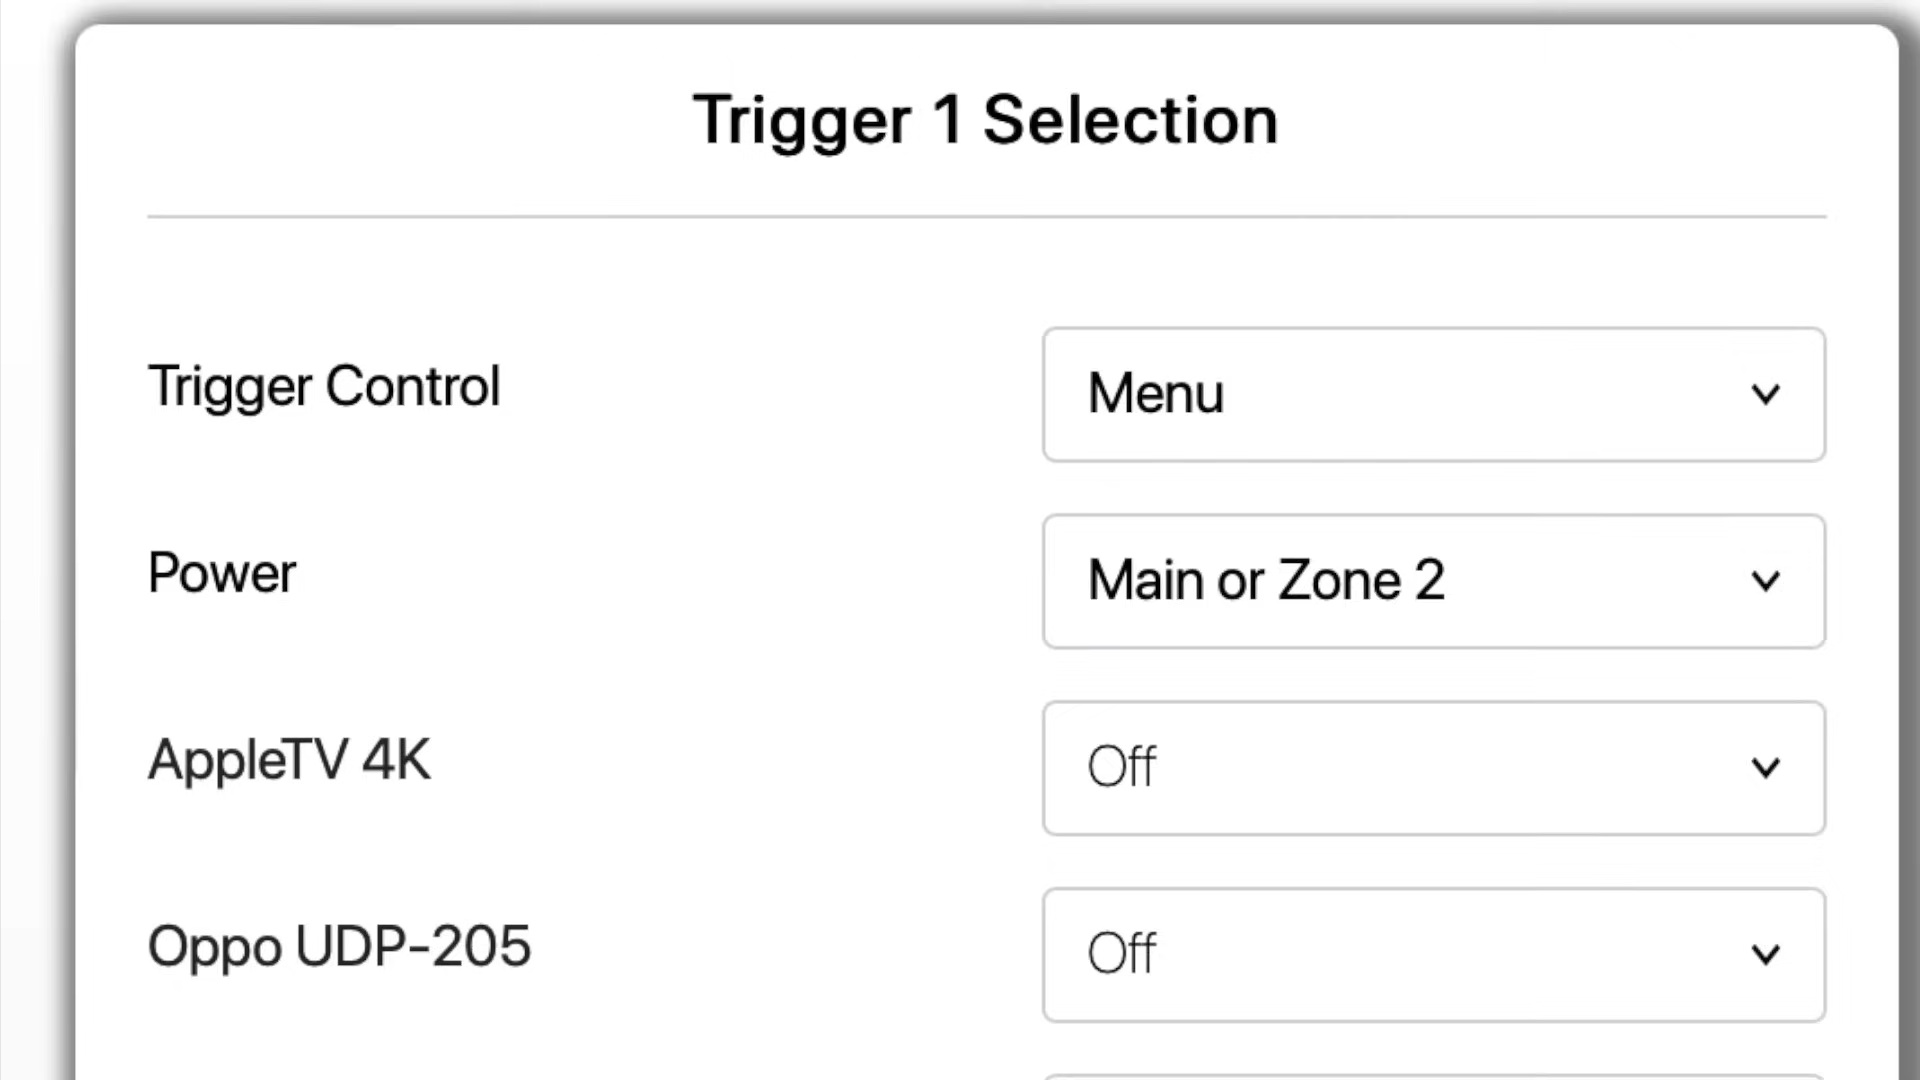 Trigger 1 Selection
Trigger Control
Menu
Power
Main or Zone 2
AppleTV 4K
Off
Oppo UDP-205
Off